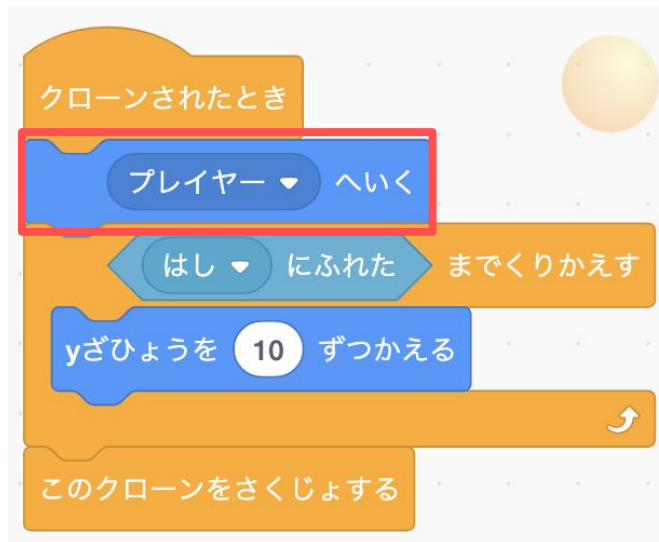 クローンされたとき
プレイヤー へいく
はし にふれた までくりかえす
yざひょうを 10 ずつかえる
このクローンをさくじょする